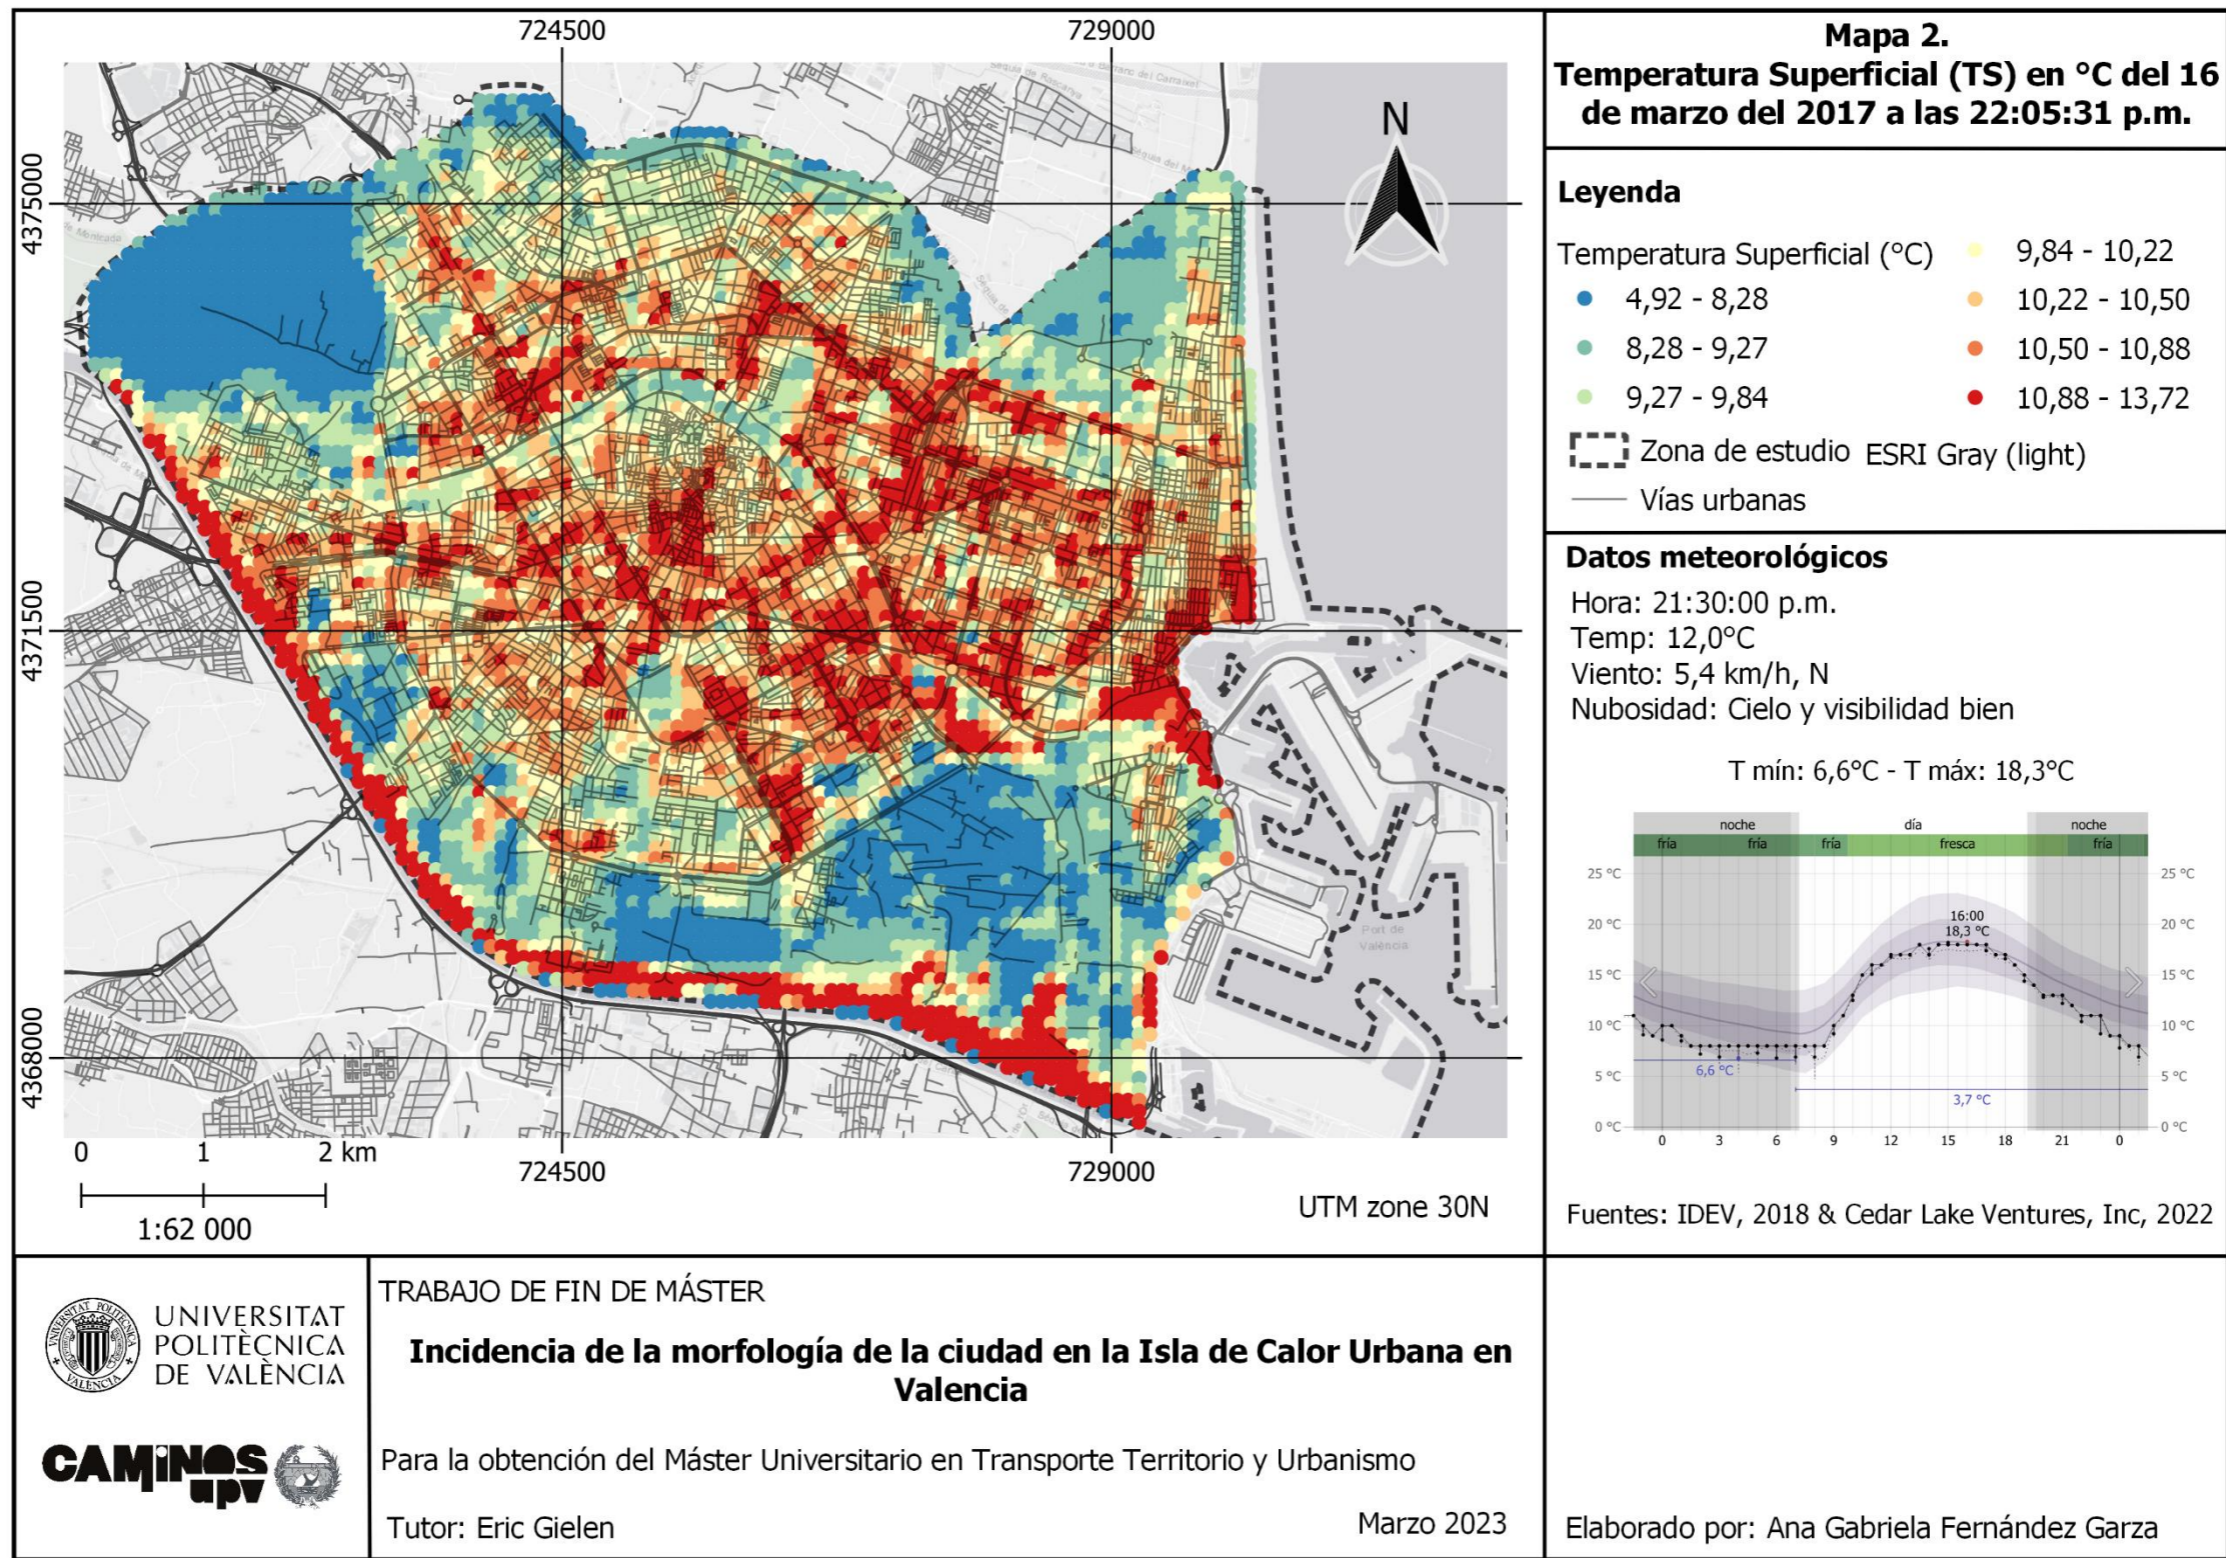 724500
729000
4375000
4371500
4368000
N
Port de
València
0
1
2 km
1:62 000
724500
729000
UTM zone 30N
Mapa 2.
Temperatura Superficial (TS) en °C del 16
de marzo del 2017 a las 22:05:31 p.m.
Leyenda
Temperatura Superficial (°C)
4,92 - 8,28
8,28 - 9,27
9,27 - 9,84
9,84 - 10,22
10,22 - 10,50
10,50 - 10,88
10,88 - 13,72
Zona de estudio
ESRI Gray (light)
Vías urbanas
Datos meteorológicos
Hora: 21:30:00 p.m.
Temp: 12,0°C
Viento: 5,4 km/h, N
Nubosidad: Cielo y visibilidad bien
T mín: 6,6°C - T máx: 18,3°C
noche día noche
fría fría fría fresca fría
25 °C 25 °C
20 °C 20 °C
15 °C 15 °C
10 °C 10 °C
5 °C 5 °C
0 °C 0 °C
16:00
18,3 °C
6,6 °C
3,7 °C
0 3 6 9 12 15 18 21 0
Fuentes: IDEV, 2018 & Cedar Lake Ventures, Inc, 2022
UNIVERSITAT
POLITÈCNICA
DE VALÈNCIA
CAMiNOS
upv
TRABAJO DE FIN DE MÁSTER
Incidencia de la morfología de la ciudad en la Isla de Calor Urbana en
Valencia
Para la obtención del Máster Universitario en Transporte Territorio y Urbanismo
Tutor: Eric Gielen
Marzo 2023
Elaborado por: Ana Gabriela Fernández Garza